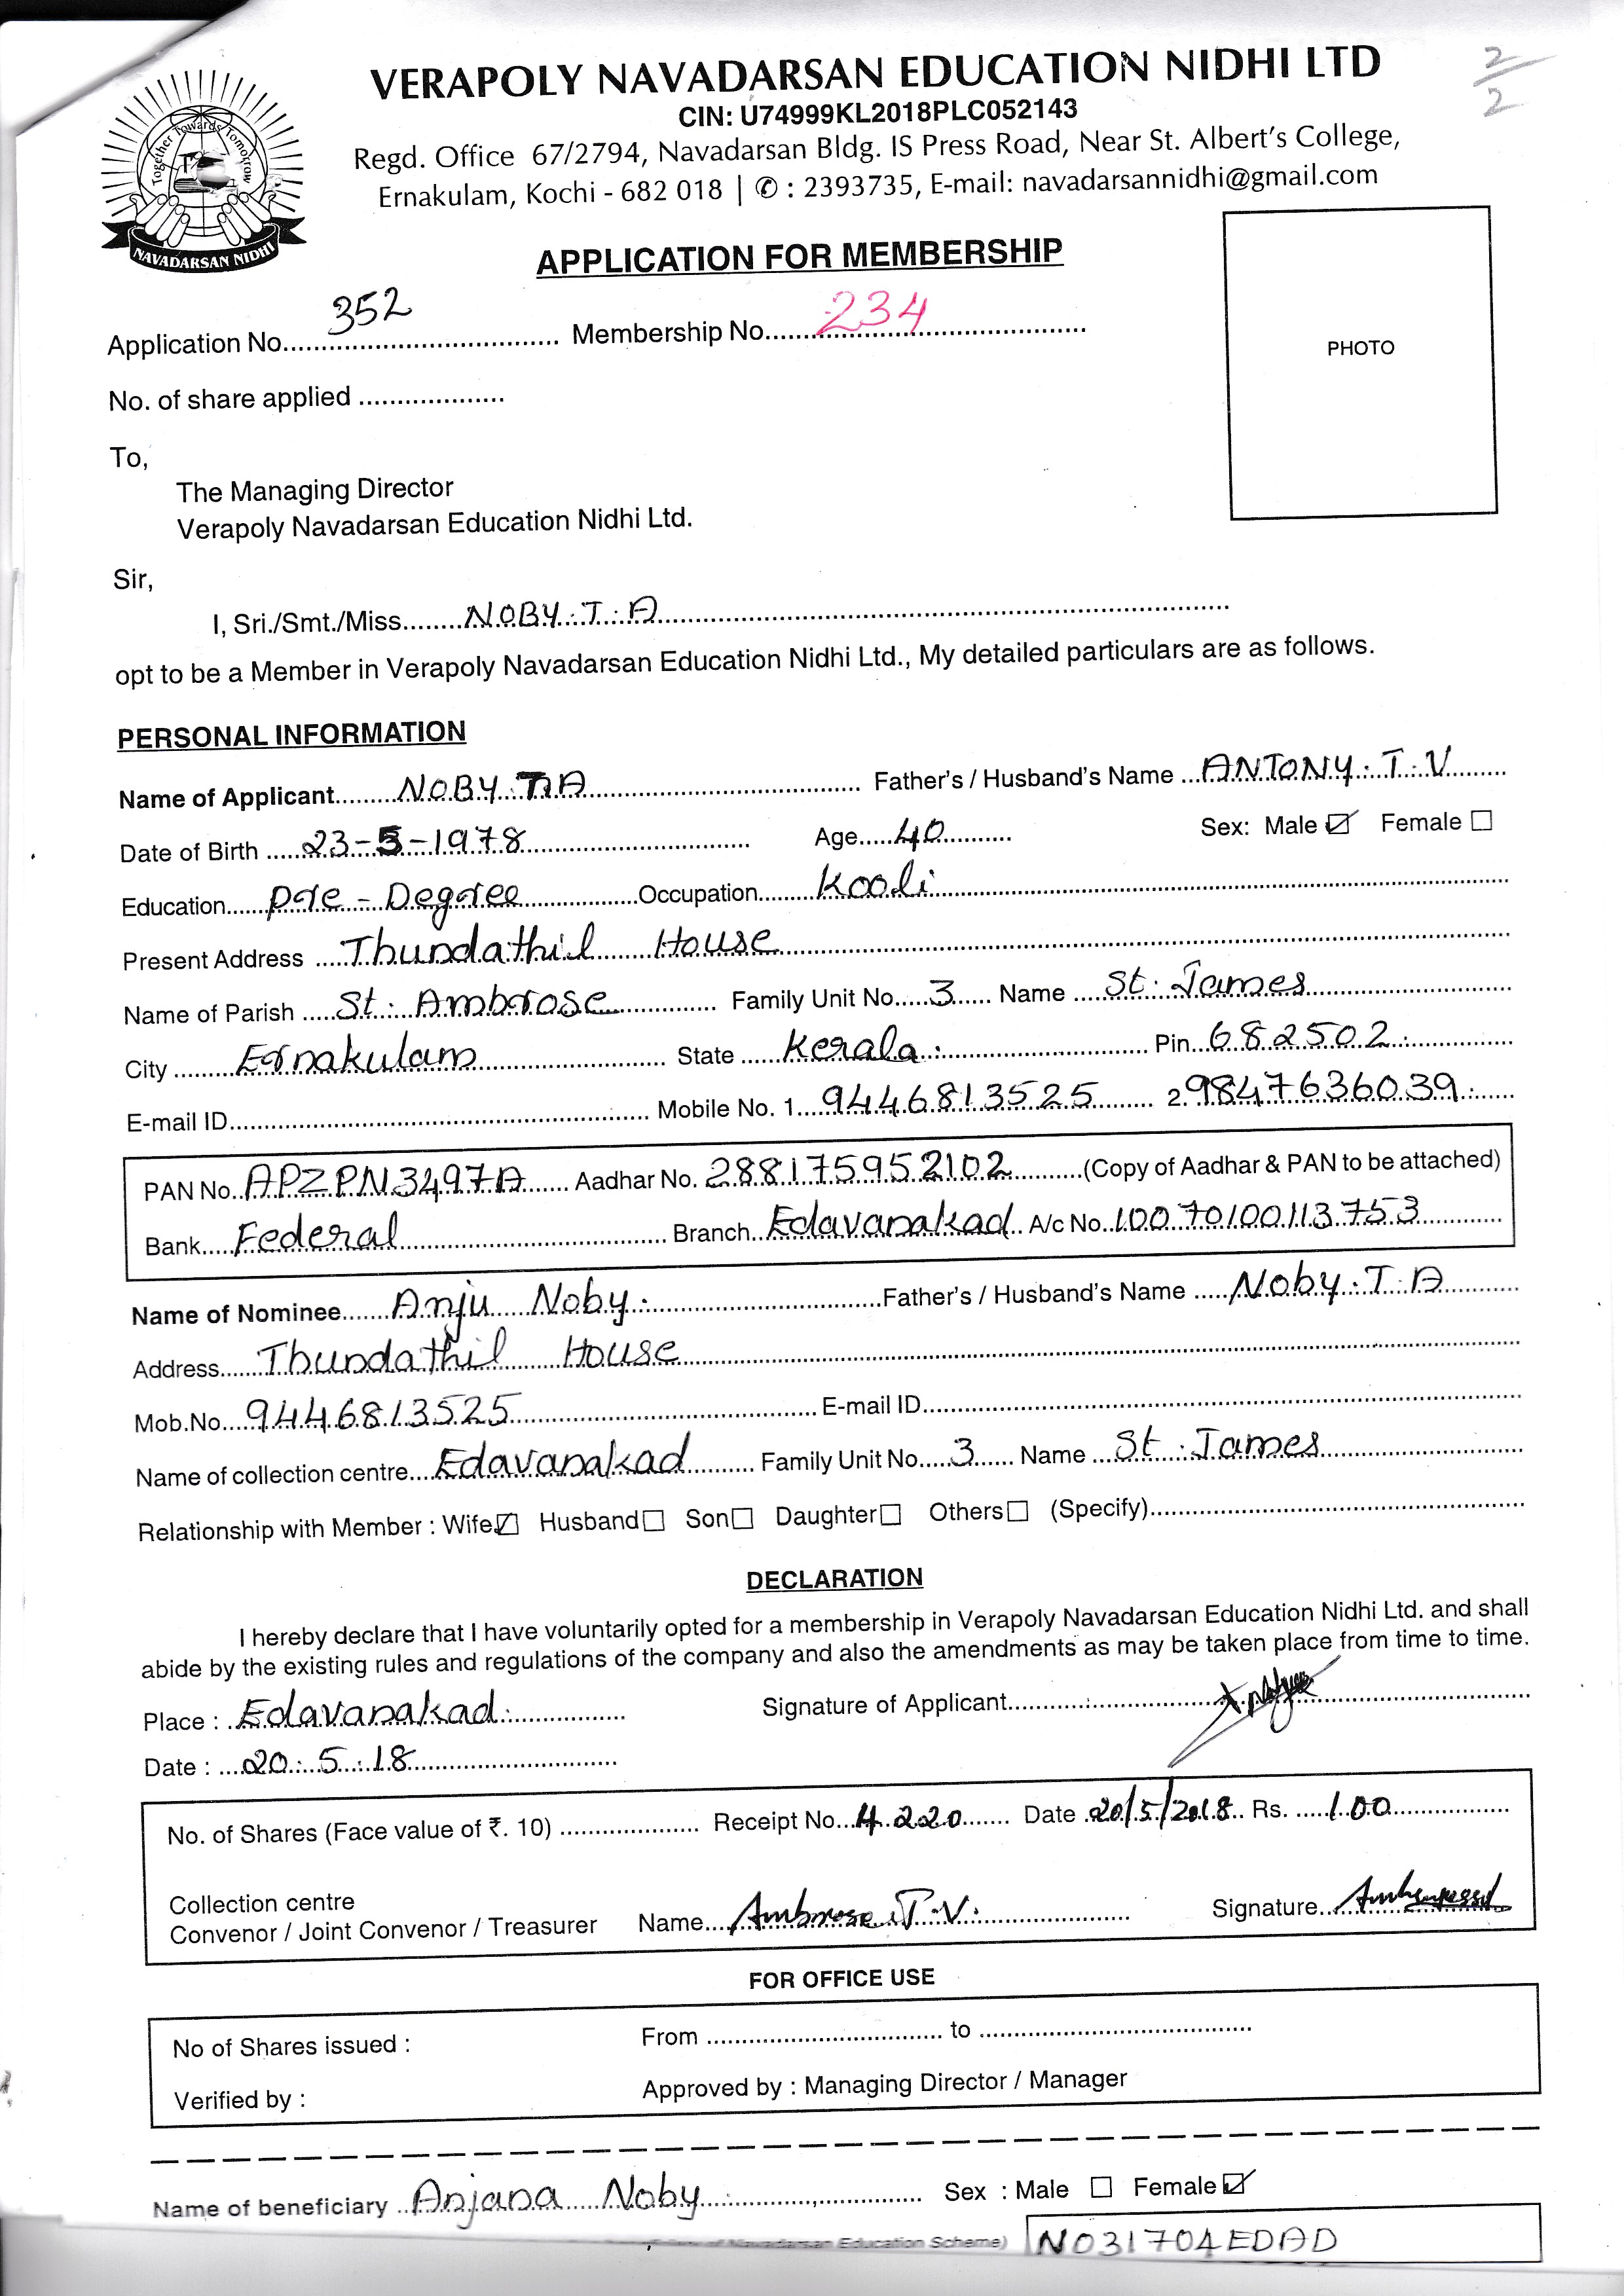 VERAPOLY NAVADARSAN EDUCATION NIDHI LTD
2/2
CIN: U74999KL2018PLC052143
Regd. Office 67/2794, Navadarsan Bldg. IS Press Road, Near St. Albert's College,
Ernakulam, Kochi - 682 018 | ✆ : 2393735, E-mail: navadarsannidhi@gmail.com
Together Towards Tomorrow
NAVADARSAN NIDHI
APPLICATION FOR MEMBERSHIP
Application No. 352 Membership No. 234
PHOTO
No. of share applied
To,
The Managing Director
Verapoly Navadarsan Education Nidhi Ltd.
Sir,
I, Sri./Smt./Miss NOBY . T . A
opt to be a Member in Verapoly Navadarsan Education Nidhi Ltd., My detailed particulars are as follows.
PERSONAL INFORMATION
Name of Applicant NOBY T A Father's / Husband's Name ANTONY . T . V
Date of Birth 23-5-1978 Age 40 Sex: Male ☑ Female ☐
Education Pre - Degree Occupation Kooli
Present Address Thundathil House
Name of Parish St. Ambrose Family Unit No. 3 Name St. James
City Ernakulam State Kerala. Pin 682502
E-mail ID Mobile No. 1. 9446813525 2. 9847636039
PAN No. APZPN3497A Aadhar No. 288175952102 (Copy of Aadhar & PAN to be attached)
Bank Federal Branch Edavanakad A/c No. 10070100113753
Name of Nominee Anju Noby. Father's / Husband's Name Noby . T . A
Address Thundathil House
Mob.No. 9446813525 E-mail ID
Name of collection centre Edavanakad Family Unit No. 3 Name St. James
Relationship with Member : Wife ☑ Husband ☐ Son ☐ Daughter ☐ Others ☐ (Specify)
DECLARATION
I hereby declare that I have voluntarily opted for a membership in Verapoly Navadarsan Education Nidhi Ltd. and shall
abide by the existing rules and regulations of the company and also the amendments as may be taken place from time to time.
Place : Edavanakad. Signature of Applicant
Date : 20 . 5 . 18
No. of Shares (Face value of ₹. 10) Receipt No. 4220 Date 20/5/2018 Rs. 100
Collection centre
Convenor / Joint Convenor / Treasurer Name Ambrose T.V. Signature
FOR OFFICE USE
No of Shares issued : From to
Verified by : Approved by : Managing Director / Manager
Name of beneficiary Anjana Noby Sex : Male ☐ Female ☑
Navadarsan Education Scheme) N031704EDAD